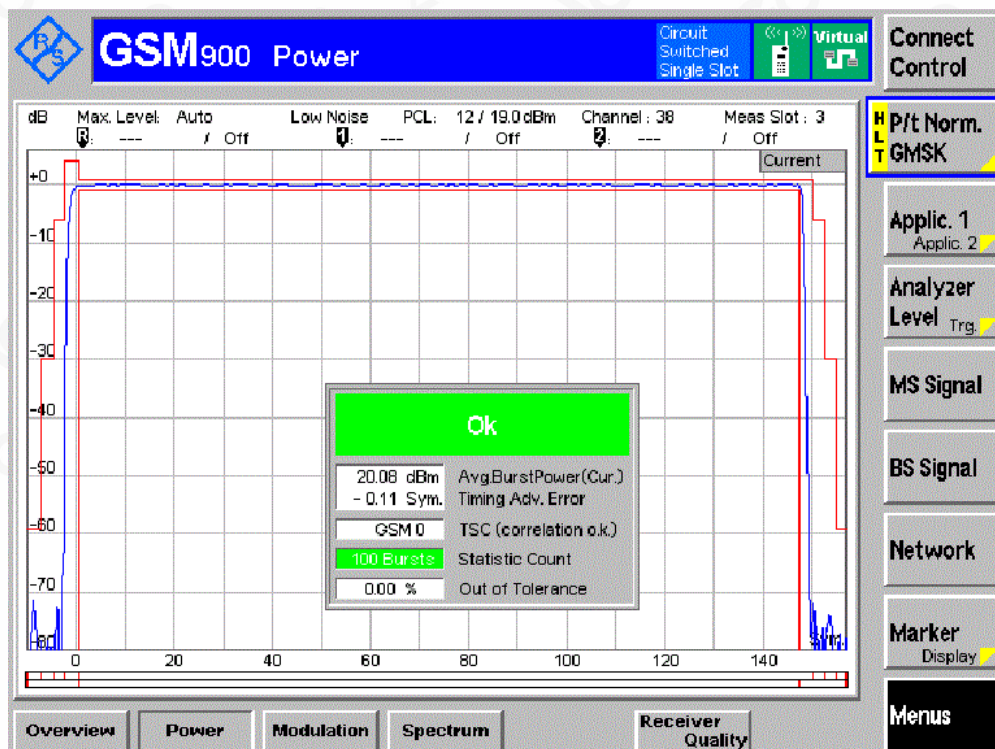 R/S
GSM900 Power
Circuit Switched Single Slot
Virtual
Connect Control
dB Max. Level: Auto Low Noise PCL: 12 / 19.0 dBm Channel : 38 Meas Slot : 3
R: --- / Off 1: --- / Off 2: --- / Off
Current
HLT
P/t Norm. GMSK
Applic. 1
Applic. 2
Analyzer Level
Trg.
MS Signal
BS Signal
Network
Marker
Display
Menus
+0
-10
-20
-30
-40
-50
-60
-70
-80
Ok
20.08 dBm Avg.BurstPower(Cur.)
- 0.11 Sym. Timing Adv. Error
GSM 0 TSC (correlation o.k.)
100 Bursts Statistic Count
0.00 % Out of Tolerance
Sym.
0 20 40 60 80 100 120 140
Overview Power Modulation Spectrum Receiver Quality